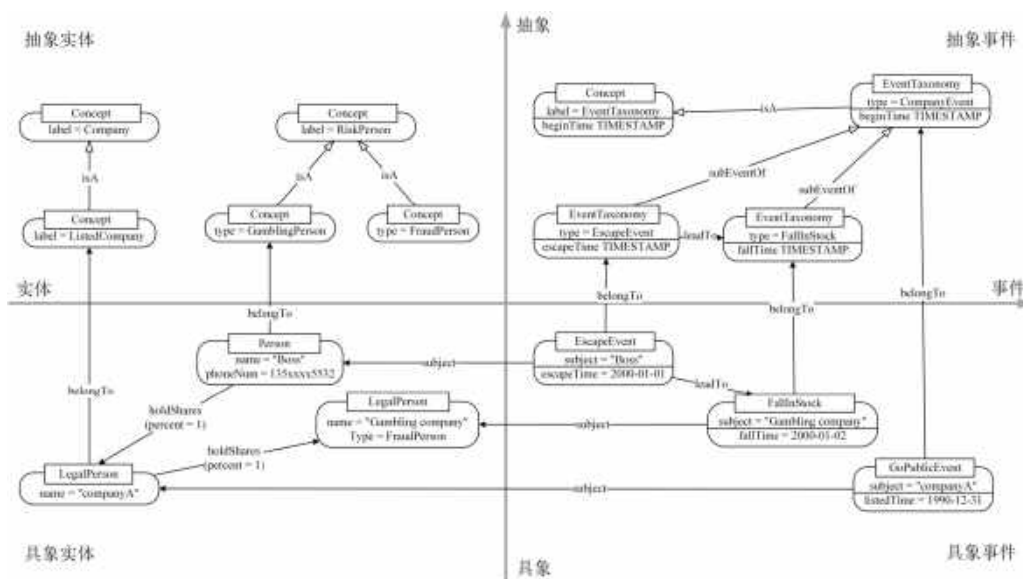 抽象实体
抽象
抽象事件
Concept
label = Company
isA
Concept
label = ListedCompany
Concept
label = RiskPerson
isA
isA
Concept
type = GamblingPerson
Concept
type = FraudPerson
Concept
label = EventTaxonomy
beginTime TIMESTAMP
isA
EventTaxonomy
type = CompanyEvent
beginTime TIMESTAMP
subEventOf
subEventOf
EventTaxonomy
type = EscapeEvent
escapeTime TIMESTAMP
leadTo
EventTaxonomy
type = FallInStock
fallTime TIMESTAMP
实体
事件
belongTo
belongTo
belongTo
belongTo
belongTo
Person
name = "Boss"
phoneNum = 135xxxx5532
subject
EscapeEvent
subject = "Boss"
escapeTime = 2000-01-01
leadTo
holdShares
(percent = 1)
LegalPerson
name = "Gambling company"
Type = FraudPerson
subject
FallInStock
subject = "Gambling company"
fallTime = 2000-01-02
holdShares
(percent = 1)
LegalPerson
name = "companyA"
subject
GoPublicEvent
subject = "companyA"
listedTime = 1990-12-31
具象实体
具象
具象事件